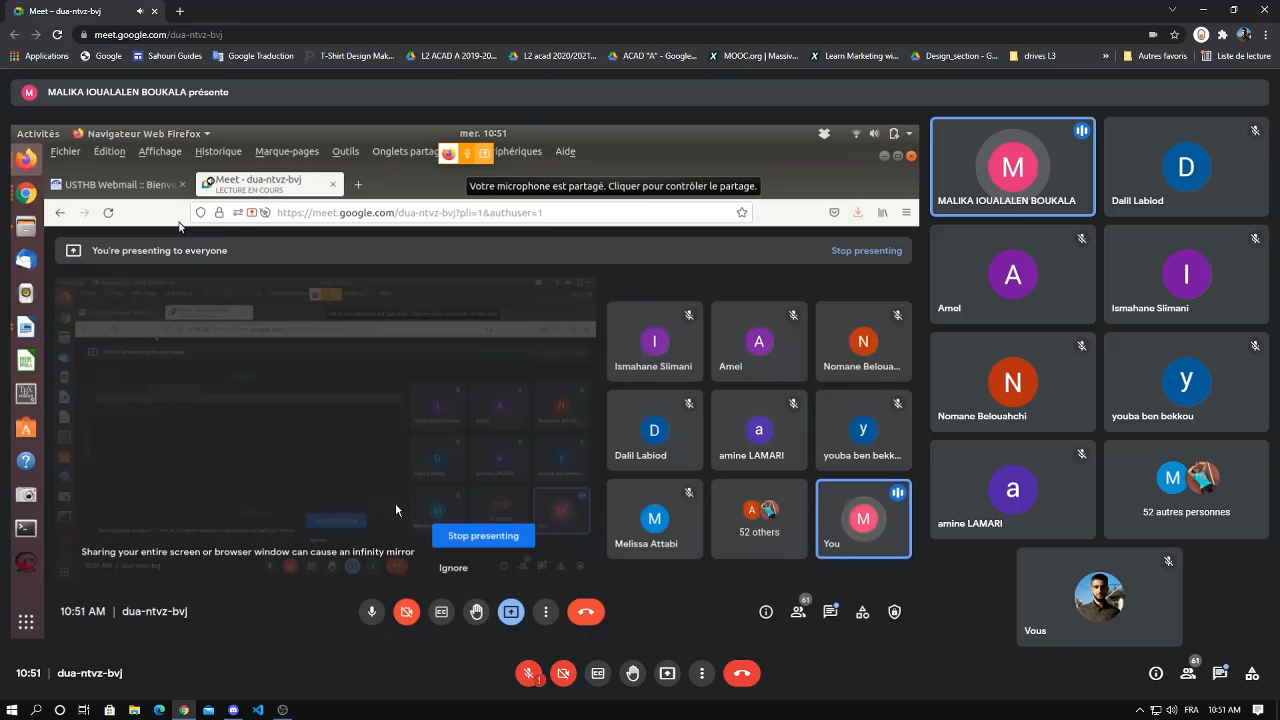 Meet - dua-ntvz-bvj
meet.google.com/dua-ntvz-bvj
Applications Google Sahouri Guides Google Traduction T-Shirt Design Mak... L2 ACAD A 2019-20... L2 acad 2020/2021... ACAD "A" - Google... MOOC.org | Massiv... Learn Marketing wi... Design_section - G... drives L3 » Autres favoris Liste de lecture
M MALIKA IOUALALEN BOUKALA présente
Activités Navigateur Web Firefox mer. 10:51
Fichier Édition Affichage Historique Marque-pages Outils Onglets partag riphériques Aide
USTHB Webmail :: Bienve Meet - dua-ntvz-bvj
LECTURE EN COURS
Votre microphone est partagé. Cliquer pour contrôler le partage.
https://meet.google.com/dua-ntvz-bvj?pli=1&authuser=1
You're presenting to everyone Stop presenting
I
Ismahane Slimani
A
Amel
N
Nomane Beloua...
D
Dalil Labiod
a
amine LAMARI
y
youba ben bekk...
M
Melissa Attabi
A
52 others
M
You
Stop presenting
Sharing your entire screen or browser window can cause an infinity mirror
Ignore
10:51 AM | dua-ntvz-bvj
61
M
MALIKA IOUALALEN BOUKALA
D
Dalil Labiod
A
Amel
I
Ismahane Slimani
N
Nomane Belouahchi
y
youba ben bekkou
a
amine LAMARI
M
52 autres personnes
Vous
10:51 | dua-ntvz-bvj
61
FRA 10:51 AM